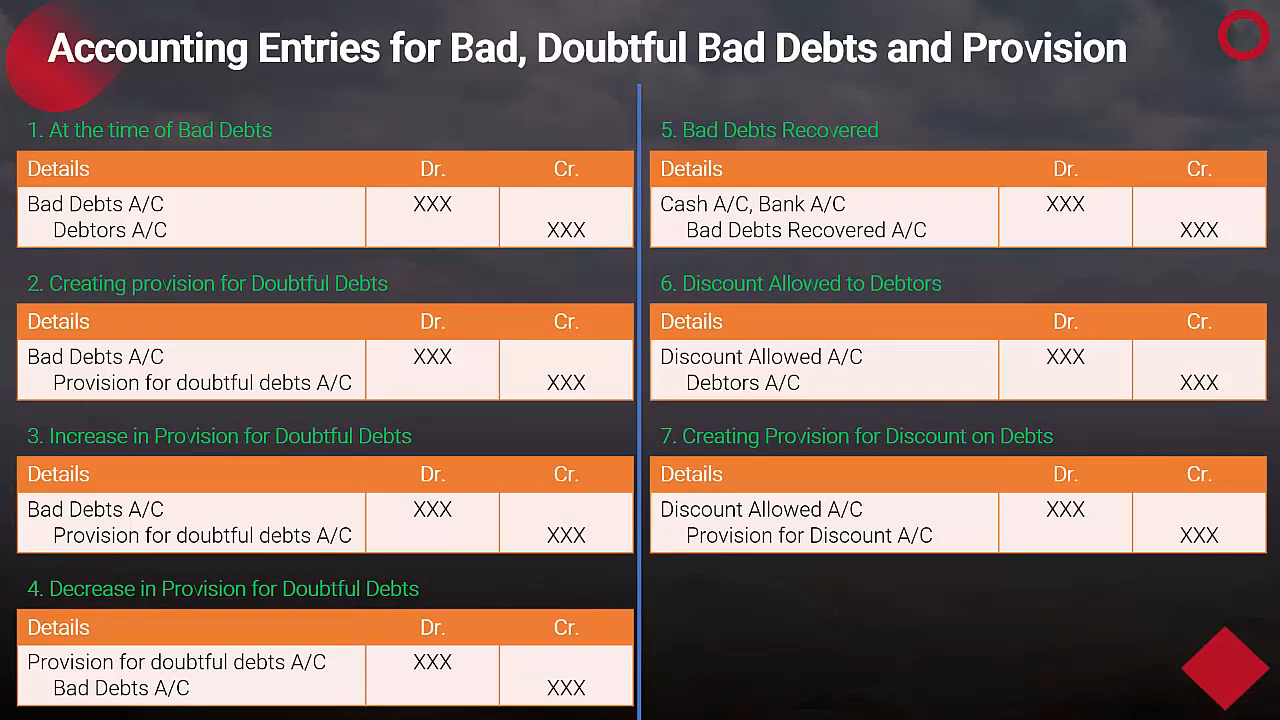 Accounting Entries for Bad, Doubtful Bad Debts and Provision
1. At the time of Bad Debts
Details Dr. Cr.
Bad Debts A/C XXX
Debtors A/C XXX
2. Creating provision for Doubtful Debts
Details Dr. Cr.
Bad Debts A/C XXX
Provision for doubtful debts A/C XXX
3. Increase in Provision for Doubtful Debts
Details Dr. Cr.
Bad Debts A/C XXX
Provision for doubtful debts A/C XXX
4. Decrease in Provision for Doubtful Debts
Details Dr. Cr.
Provision for doubtful debts A/C XXX
Bad Debts A/C XXX
5. Bad Debts Recovered
Details Dr. Cr.
Cash A/C, Bank A/C XXX
Bad Debts Recovered A/C XXX
6. Discount Allowed to Debtors
Details Dr. Cr.
Discount Allowed A/C XXX
Debtors A/C XXX
7. Creating Provision for Discount on Debts
Details Dr. Cr.
Discount Allowed A/C XXX
Provision for Discount A/C XXX